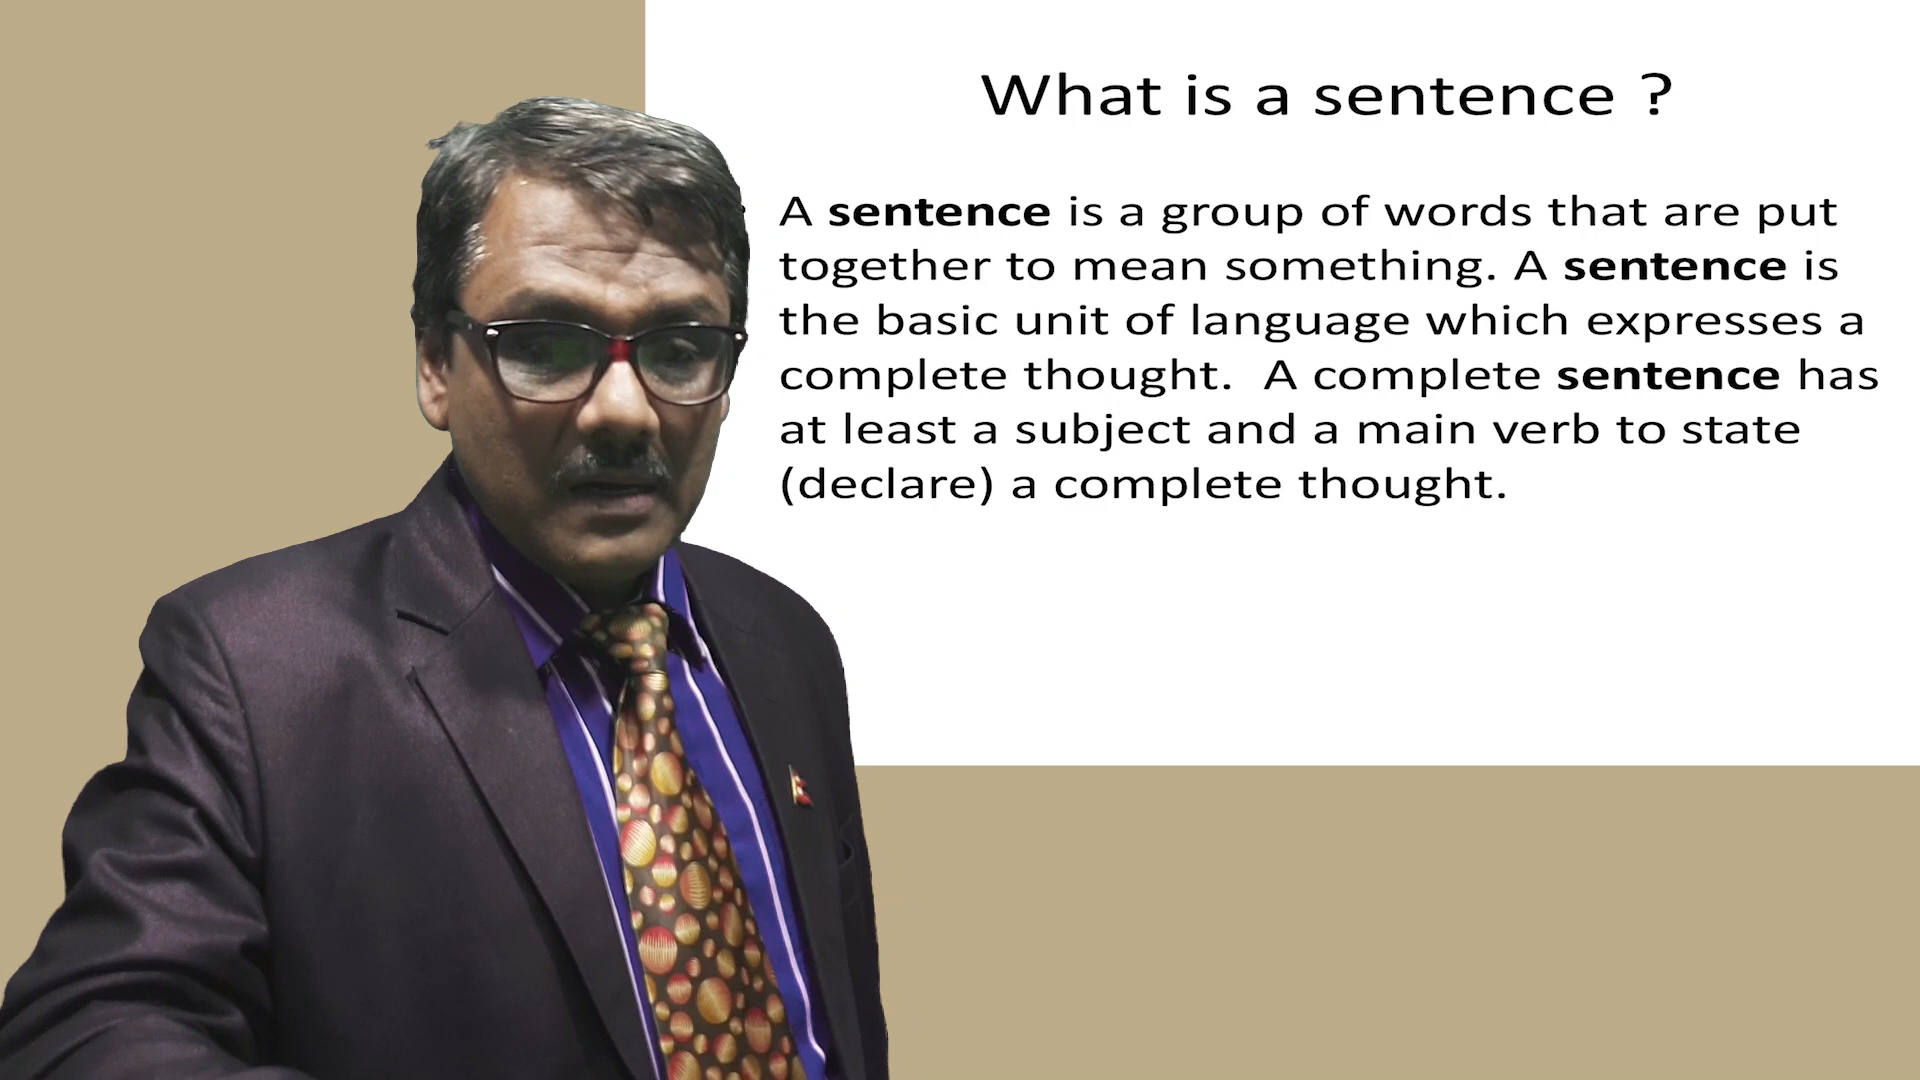 What is a sentence ?
A sentence is a group of words that are put
together to mean something. A sentence is
the basic unit of language which expresses a
complete thought.  A complete sentence has
at least a subject and a main verb to state
(declare) a complete thought.